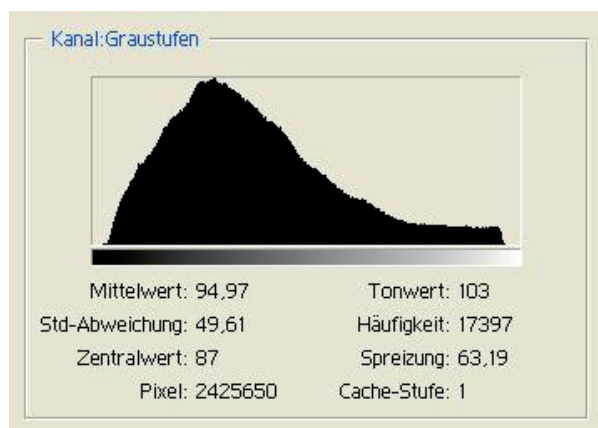 Kanal:Graustufen
Mittelwert: 94,97 Tonwert: 103
Std-Abweichung: 49,61 Häufigkeit: 17397
Zentralwert: 87 Spreizung: 63,19
Pixel: 2425650 Cache-Stufe: 1